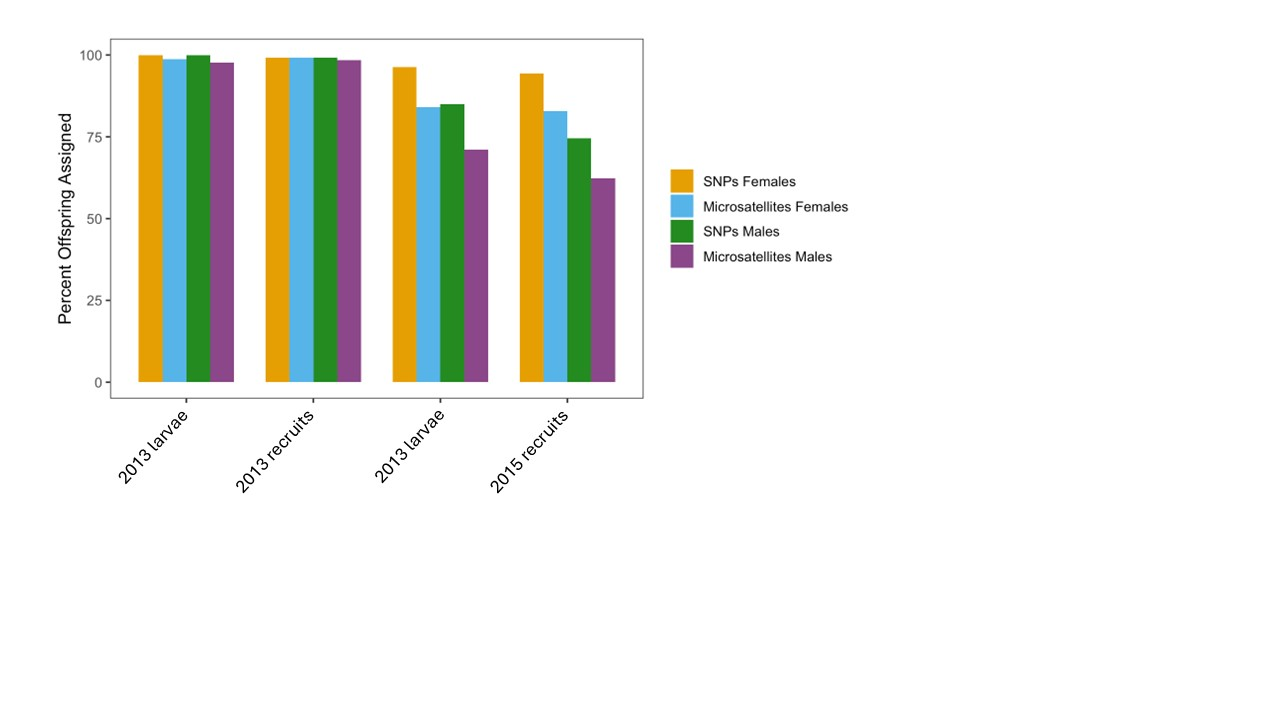 100
75
50
25
0
Percent Offspring Assigned
2013 larvae
2013 recruits
2013 larvae
2015 recruits
SNPs Females
Microsatellites Females
SNPs Males
Microsatellites Males